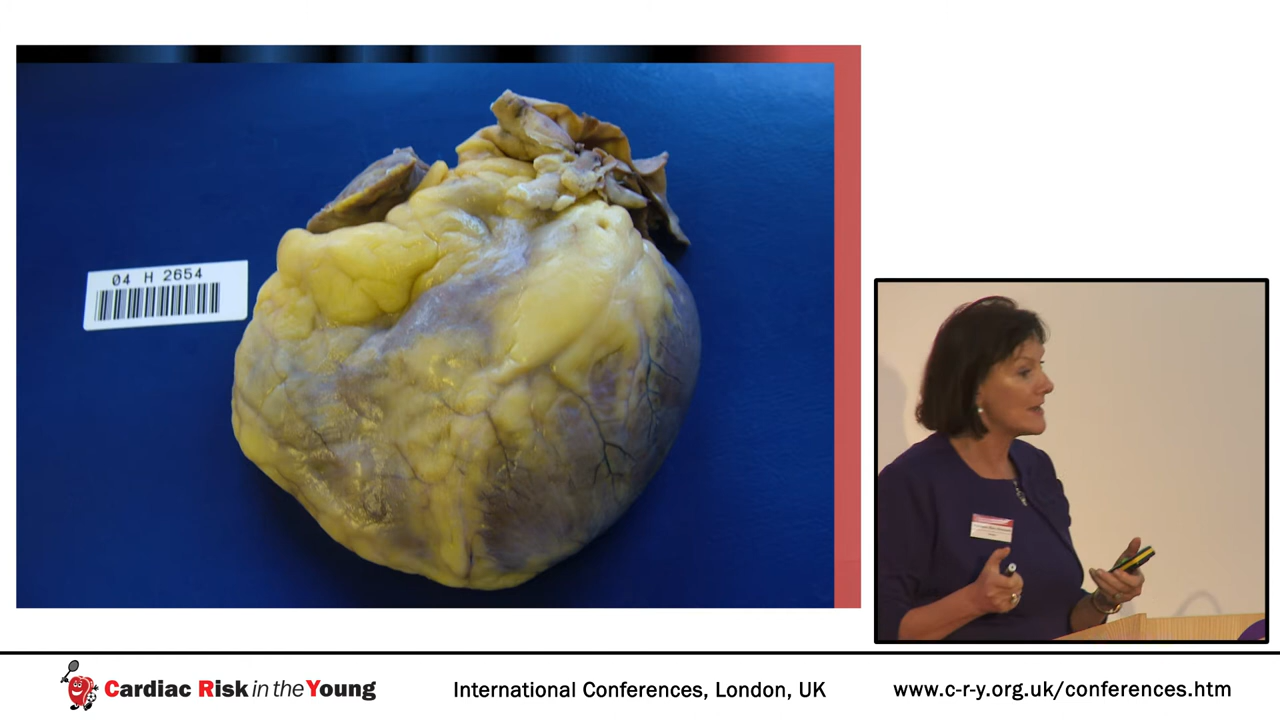 04 H 2654
Cardiac Risk in the Young
International Conferences, London, UK
www.c-r-y.org.uk/conferences.htm